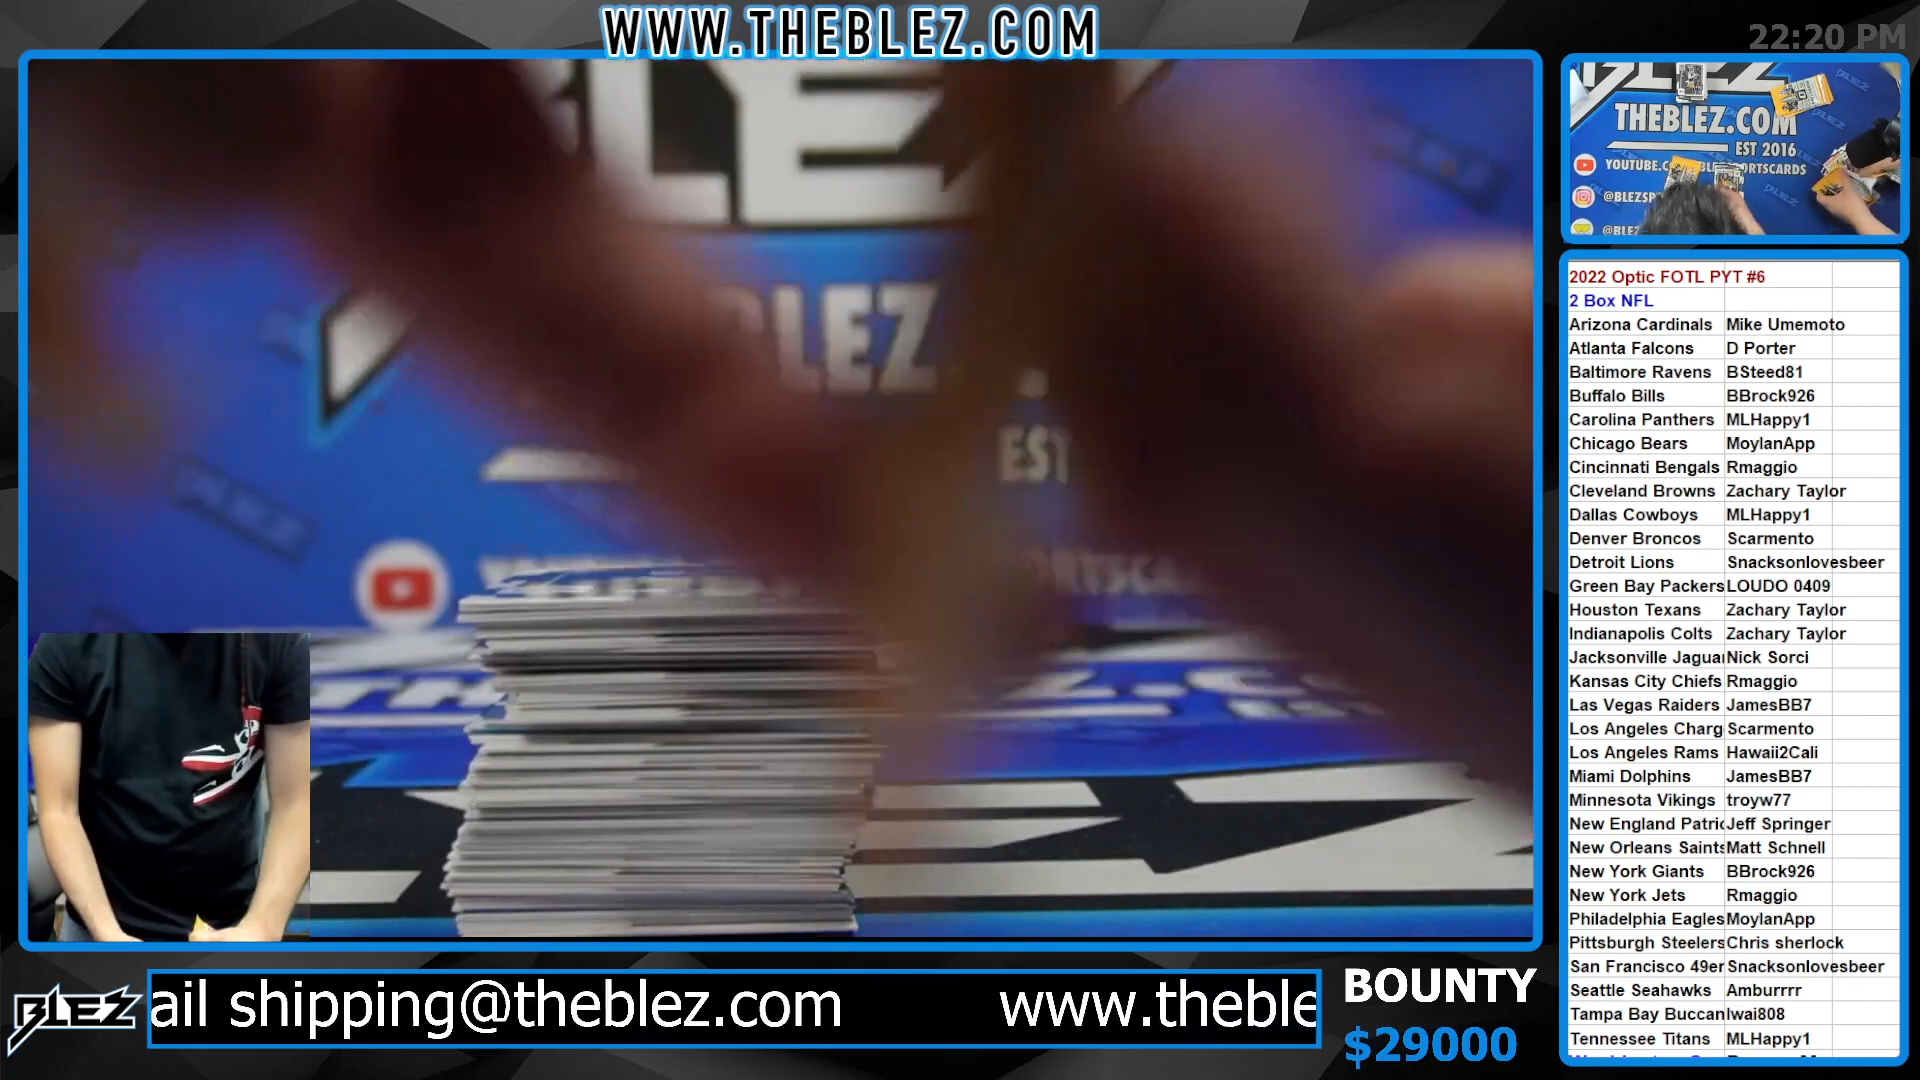 WWW.THEBLEZ.COM
22:20 PM
BLEZ
THEBLEZ.COM
EST 2016
@BLEZ
LEZ
BLEZ
EST
2022 Optic FOTL PYT #6
2 Box NFL
Arizona Cardinals Mike Umemoto
Atlanta Falcons D Porter
Baltimore Ravens BSteed81
Buffalo Bills BBrock926
Carolina Panthers MLHappy1
Chicago Bears MoylanApp
Cincinnati Bengals Rmaggio
Cleveland Browns Zachary Taylor
Dallas Cowboys MLHappy1
Denver Broncos Scarmento
Detroit Lions Snacksonlovesbeer
Green Bay Packers LOUDO 0409
Houston Texans Zachary Taylor
Indianapolis Colts Zachary Taylor
Jacksonville Jagua Nick Sorci
Kansas City Chiefs Rmaggio
Las Vegas Raiders JamesBB7
Los Angeles Charg Scarmento
Los Angeles Rams Hawaii2Cali
Miami Dolphins JamesBB7
Minnesota Vikings troyw77
New England Patri Jeff Springer
New Orleans Saints Matt Schnell
New York Giants BBrock926
New York Jets Rmaggio
Philadelphia Eagles MoylanApp
Pittsburgh Steelers Chris sherlock
San Francisco 49er Snacksonlovesbeer
Seattle Seahawks Amburrrr
Tampa Bay Buccan lwai808
Tennessee Titans MLHappy1
BLEZ
ail shipping@theblez.com www.theble
BOUNTY
$29000